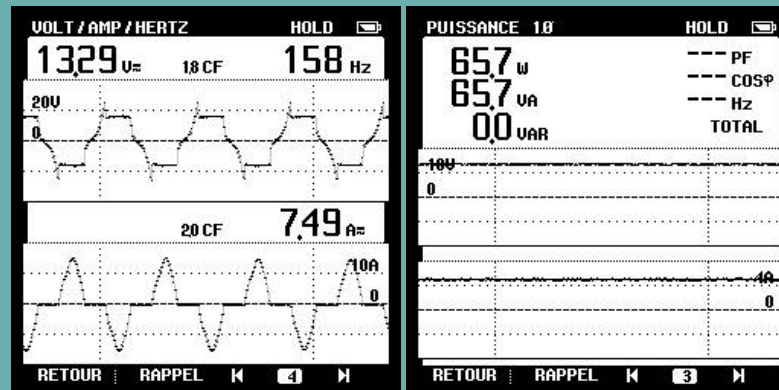 VOLT / AMP / HERTZ HOLD
13,29 V≂ 1,8 CF 158 Hz
20V
0
2,0 CF 7,49 A≂
10A
0
RETOUR RAPPEL 4
PUISSANCE 1.0 HOLD
65,7 W --- PF
65,7 VA --- COSφ
0,0 VAR --- Hz
TOTAL
10V
0
4A
0
RETOUR RAPPEL 3